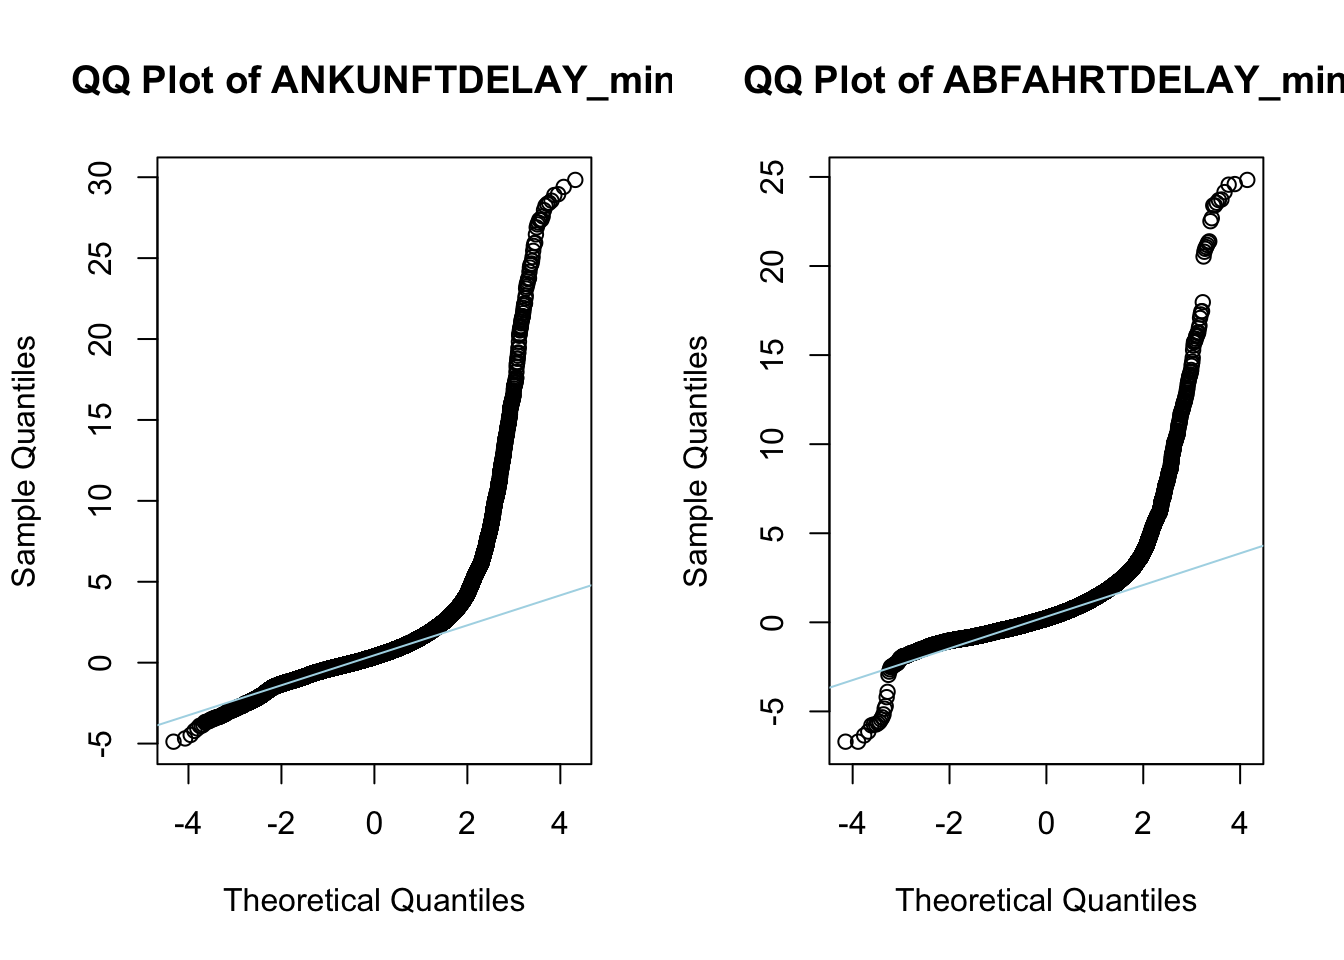 QQ Plot of ANKUNFTDELAY_min
QQ Plot of ABFAHRTDELAY_min
Sample Quantiles
30
25
20
15
10
5
0
-5
-4 -2 0 2 4
Theoretical Quantiles
Sample Quantiles
25
20
15
10
5
0
-5
-4 -2 0 2 4
Theoretical Quantiles